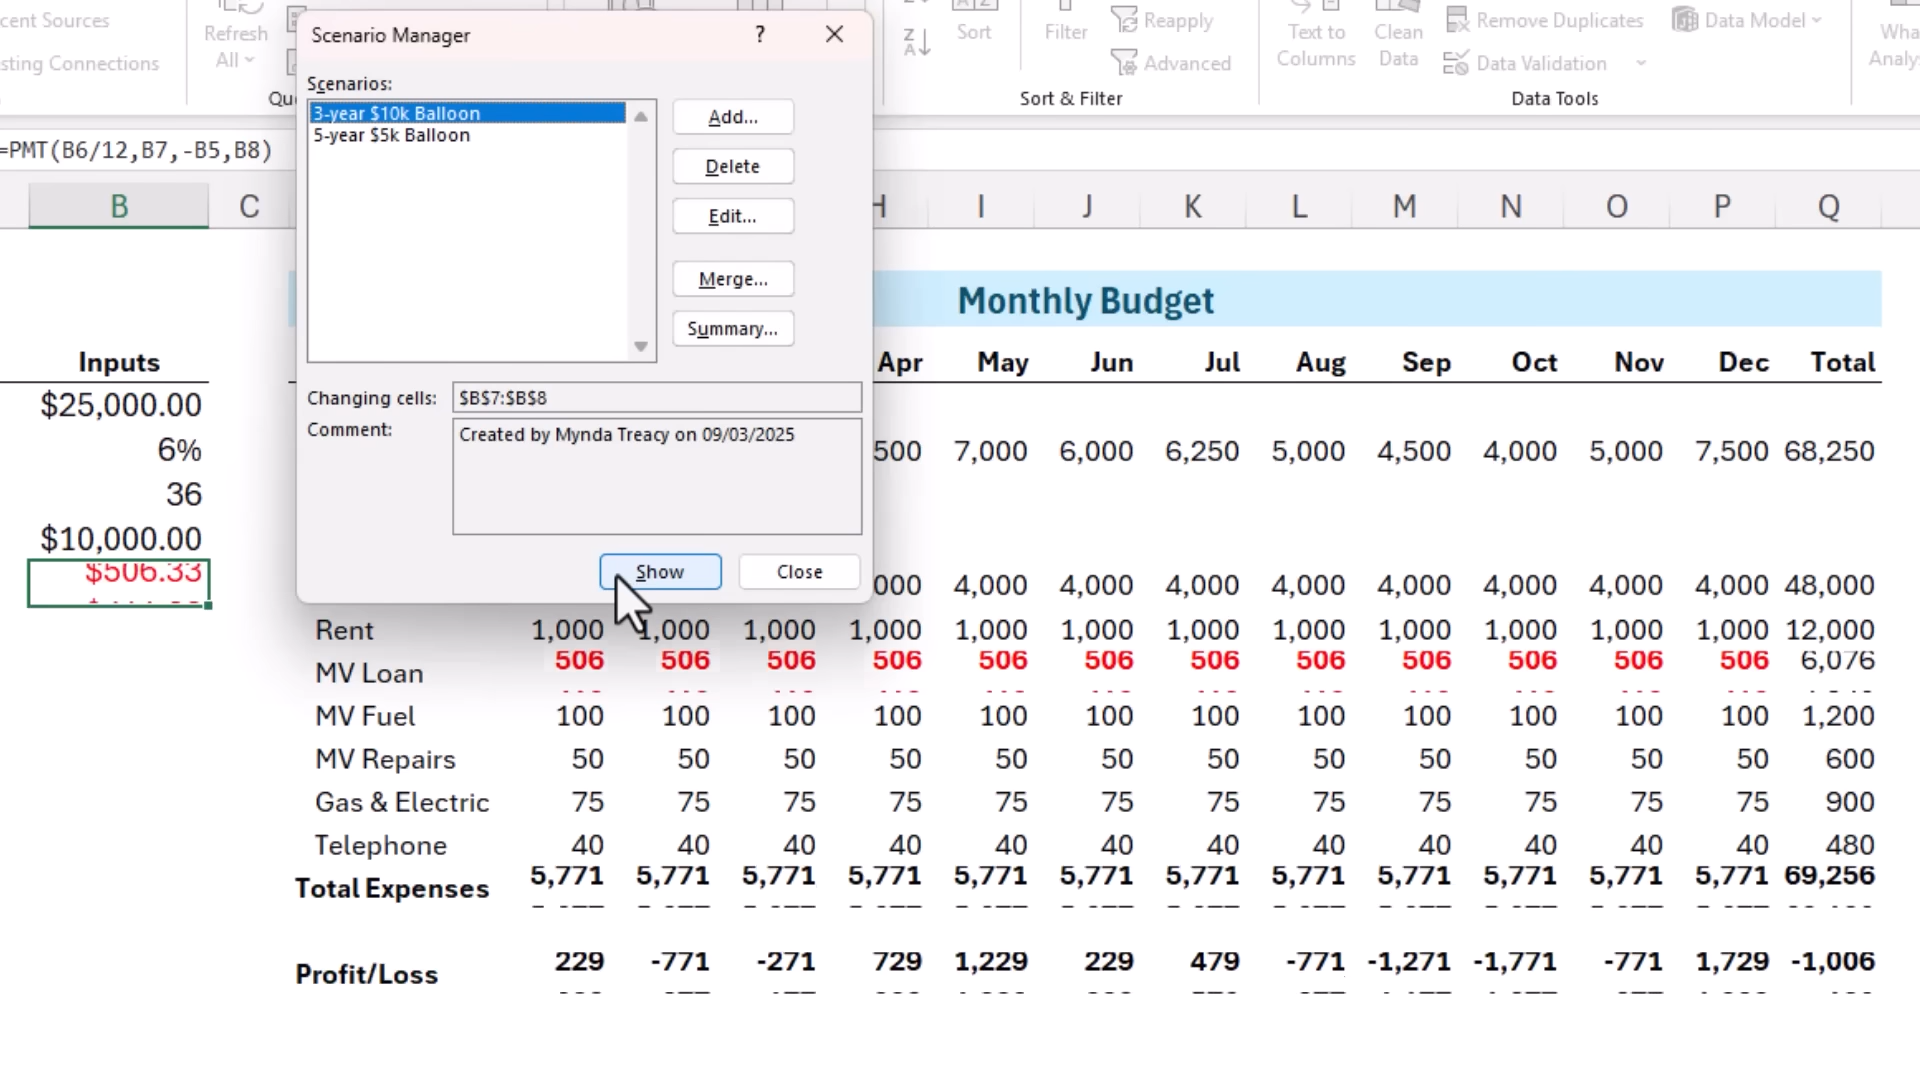 cent Sources
sting Connections
Refresh
All
Qu
Sort
Filter
Reapply
Advanced
Sort & Filter
Text to
Columns
Clean
Data
Remove Duplicates
Data Validation
Data Model
Data Tools
Wha
Analy
Scenario Manager
?
Scenarios:
3-year $10k Balloon
5-year $5k Balloon
Add...
Delete
Edit...
Merge...
Summary...
Changing cells: $B$7:$B$8
Comment: Created by Mynda Treacy on 09/03/2025
Show Close
=PMT(B6/12,B7,-B5,B8)
B C H I J K L M N O P Q
Monthly Budget
Inputs Apr May Jun Jul Aug Sep Oct Nov Dec Total
$25,000.00
6% 500 7,000 6,000 6,250 5,000 4,500 4,000 5,000 7,500 68,250
36
$10,000.00
$506.33 000 4,000 4,000 4,000 4,000 4,000 4,000 4,000 4,000 48,000
Rent 1,000 1,000 1,000 1,000 1,000 1,000 1,000 1,000 1,000 1,000 1,000 1,000 12,000
MV Loan 506 506 506 506 506 506 506 506 506 506 506 506 6,076
MV Fuel 100 100 100 100 100 100 100 100 100 100 100 100 1,200
MV Repairs 50 50 50 50 50 50 50 50 50 50 50 50 600
Gas & Electric 75 75 75 75 75 75 75 75 75 75 75 75 900
Telephone 40 40 40 40 40 40 40 40 40 40 40 40 480
Total Expenses 5,771 5,771 5,771 5,771 5,771 5,771 5,771 5,771 5,771 5,771 5,771 5,771 69,256
Profit/Loss 229 -771 -271 729 1,229 229 479 -771 -1,271 -1,771 -771 1,729 -1,006